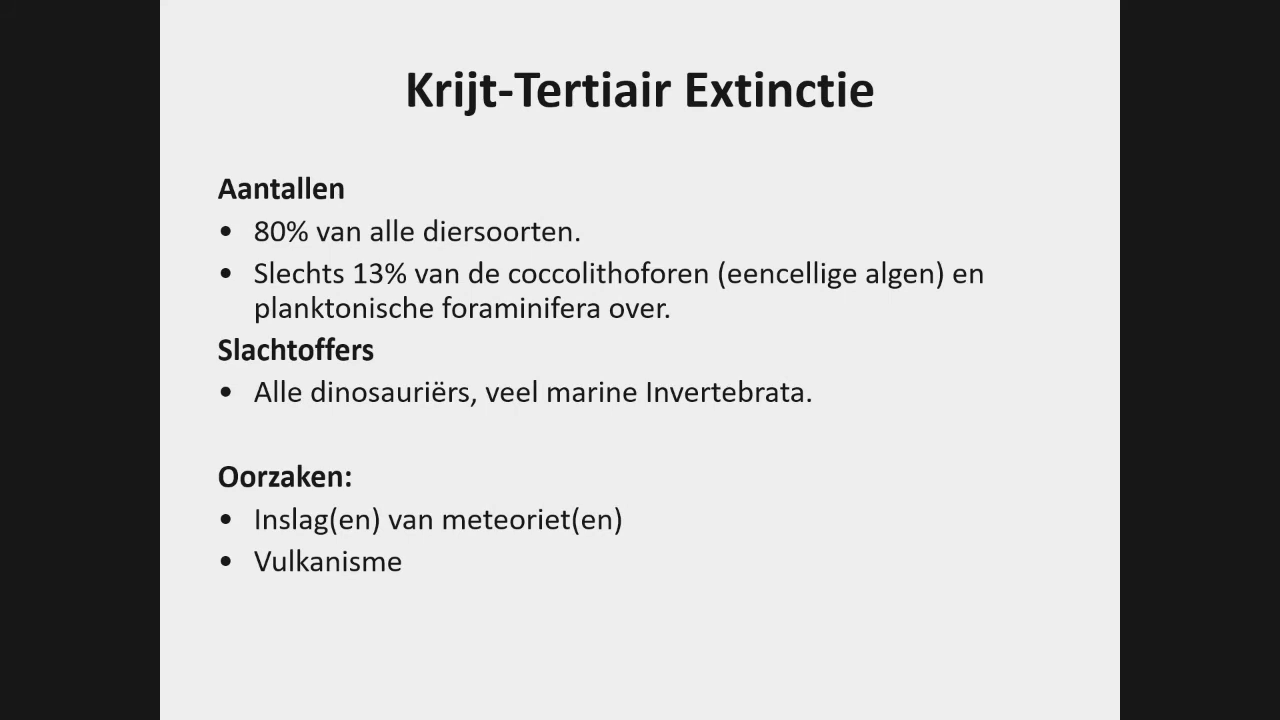 Krijt-Tertiair Extinctie
Aantallen
• 80% van alle diersoorten.
• Slechts 13% van de coccolithoforen (eencellige algen) en
planktonische foraminifera over.
Slachtoffers
• Alle dinosauriërs, veel marine Invertebrata.
Oorzaken:
• Inslag(en) van meteoriet(en)
• Vulkanisme